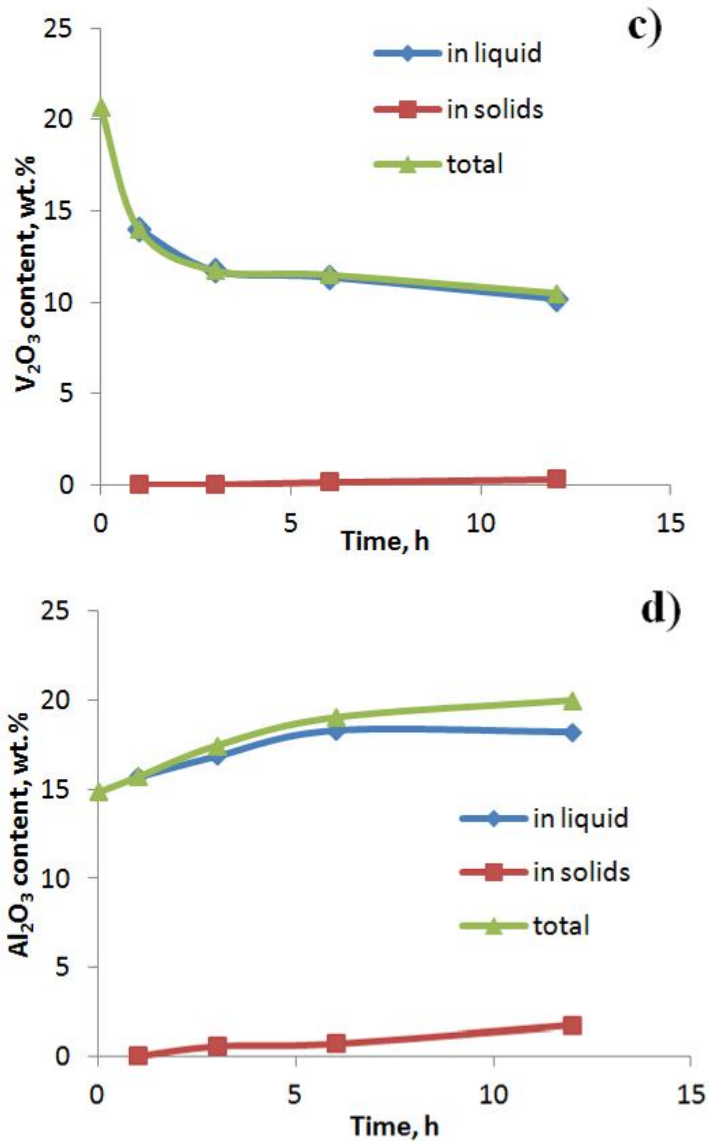 c)
25
20
15
10
5
0
V₂O₃ content, wt.%
in liquid
in solids
total
0 5 10 15
Time, h
d)
25
20
15
10
5
0
Al₂O₃ content, wt.%
in liquid
in solids
total
0 5 10 15
Time, h